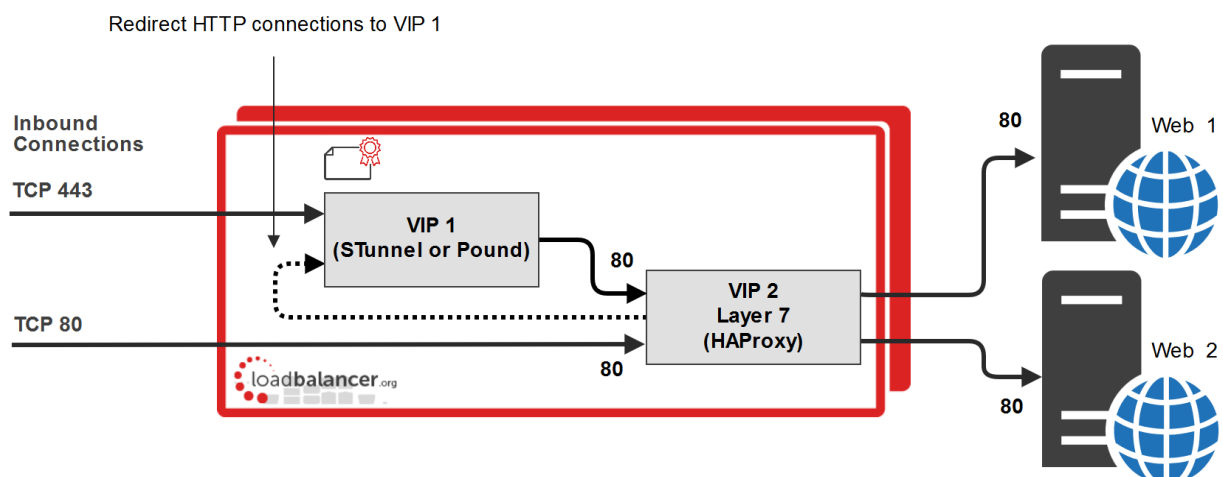 Redirect HTTP connections to VIP 1
Inbound
Connections
TCP 443
VIP 1
(STunnel or Pound)
80
TCP 80
80
VIP 2
Layer 7
(HAProxy)
80
Web 1
80
Web 2
loadbalancer.org